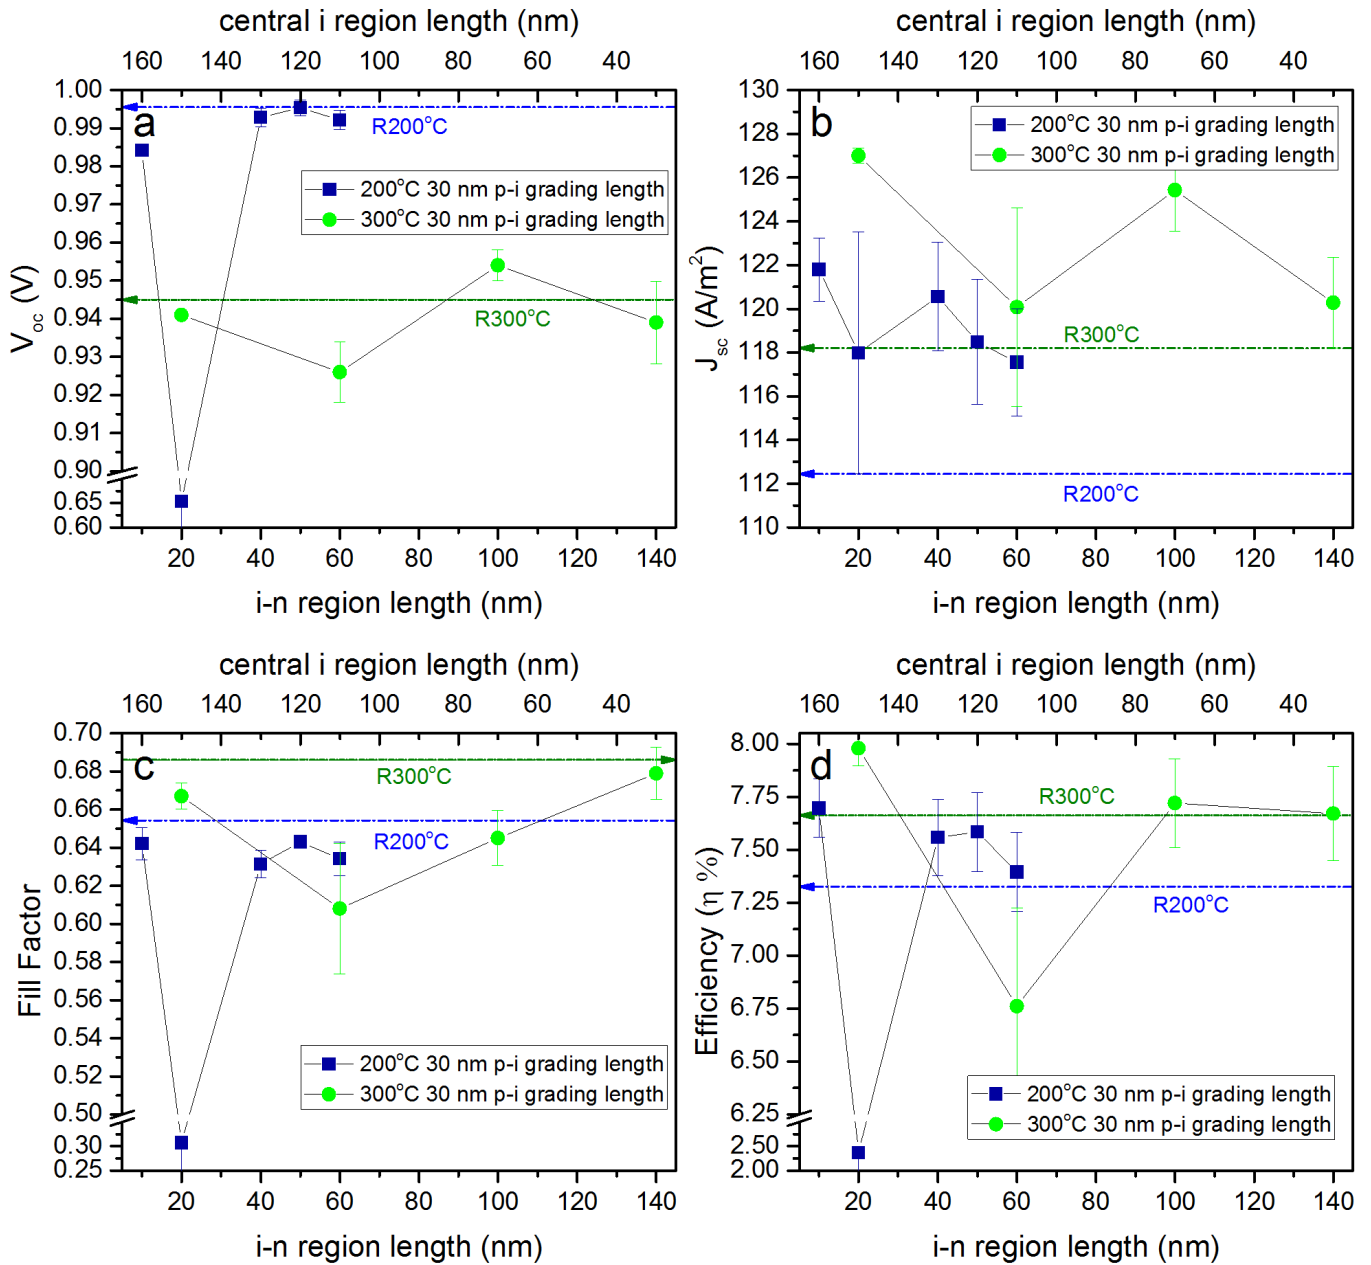 central i region length (nm)
160 140 120 100 80 60 40
1.00
0.99
0.98
0.97
0.96
0.95
0.94
0.93
0.92
0.91
0.90
0.65
0.60
V_oc (V)
a
R200°C
200°C 30 nm p-i grading length
300°C 30 nm p-i grading length
R300°C
20 40 60 80 100 120 140
i-n region length (nm)
central i region length (nm)
160 140 120 100 80 60 40
130
128
126
124
122
120
118
116
114
112
110
J_sc (A/m²)
b
200°C 30 nm p-i grading length
300°C 30 nm p-i grading length
R300°C
R200°C
20 40 60 80 100 120 140
i-n region length (nm)
central i region length (nm)
160 140 120 100 80 60 40
0.70
0.68
0.66
0.64
0.62
0.60
0.58
0.56
0.54
0.52
0.50
0.30
0.25
Fill Factor
c
R300°C
R200°C
200°C 30 nm p-i grading length
300°C 30 nm p-i grading length
20 40 60 80 100 120 140
i-n region length (nm)
central i region length (nm)
160 140 120 100 80 60 40
8.00
7.75
7.50
7.25
7.00
6.75
6.50
6.25
2.50
2.00
Efficiency (η %)
d
R300°C
R200°C
200°C 30 nm p-i grading length
300°C 30 nm p-i grading length
20 40 60 80 100 120 140
i-n region length (nm)